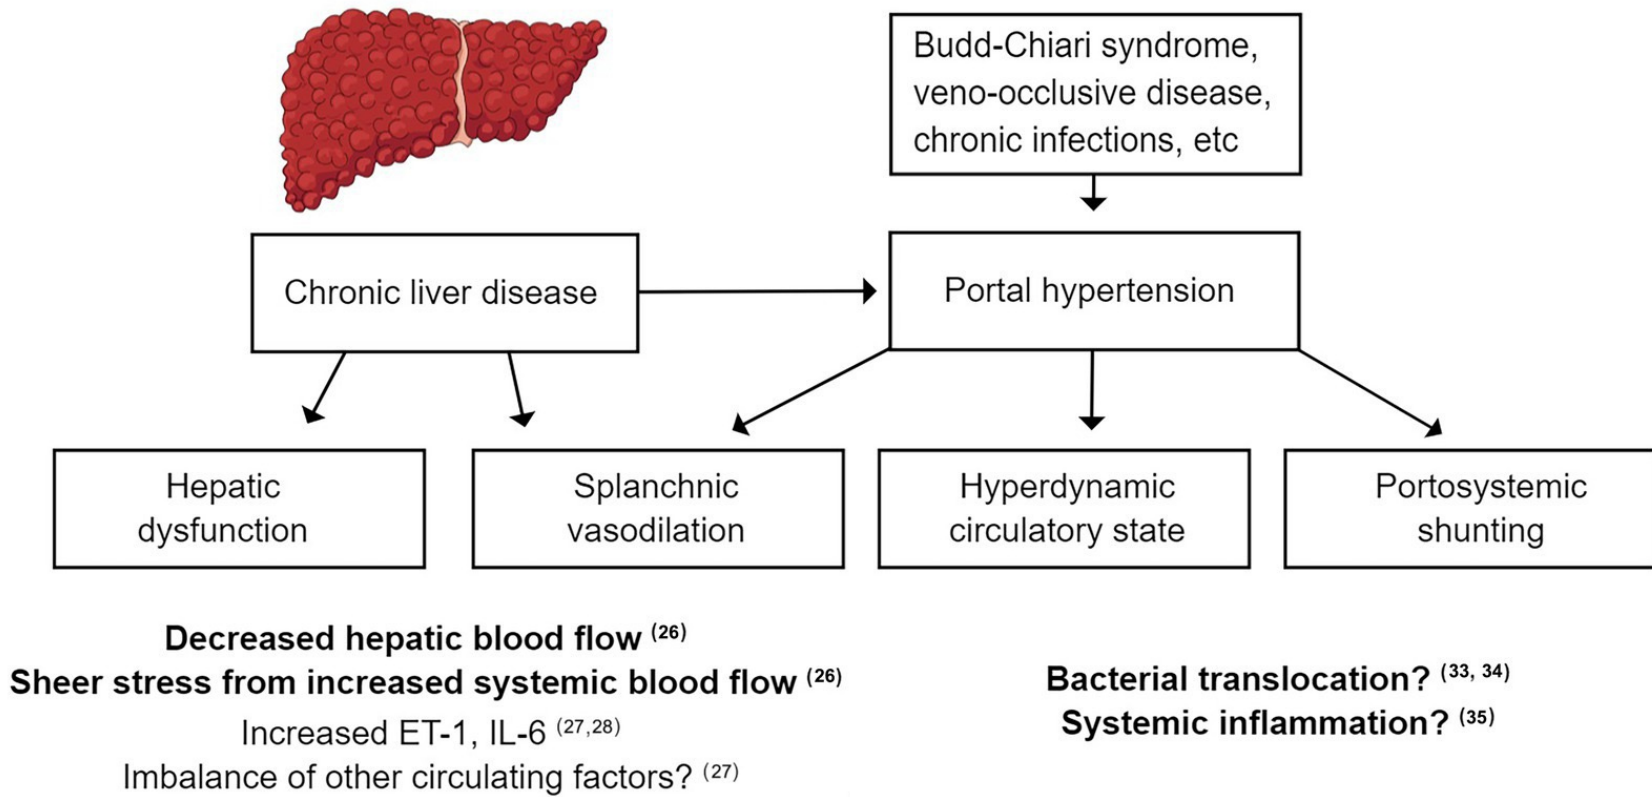 Budd-Chiari syndrome,
veno-occlusive disease,
chronic infections, etc
Chronic liver disease
Portal hypertension
Hepatic
dysfunction
Splanchnic
vasodilation
Hyperdynamic
circulatory state
Portosystemic
shunting
Decreased hepatic blood flow (26)
Sheer stress from increased systemic blood flow (26)
Increased ET-1, IL-6 (27,28)
Imbalance of other circulating factors? (27)
Bacterial translocation? (33, 34)
Systemic inflammation? (35)